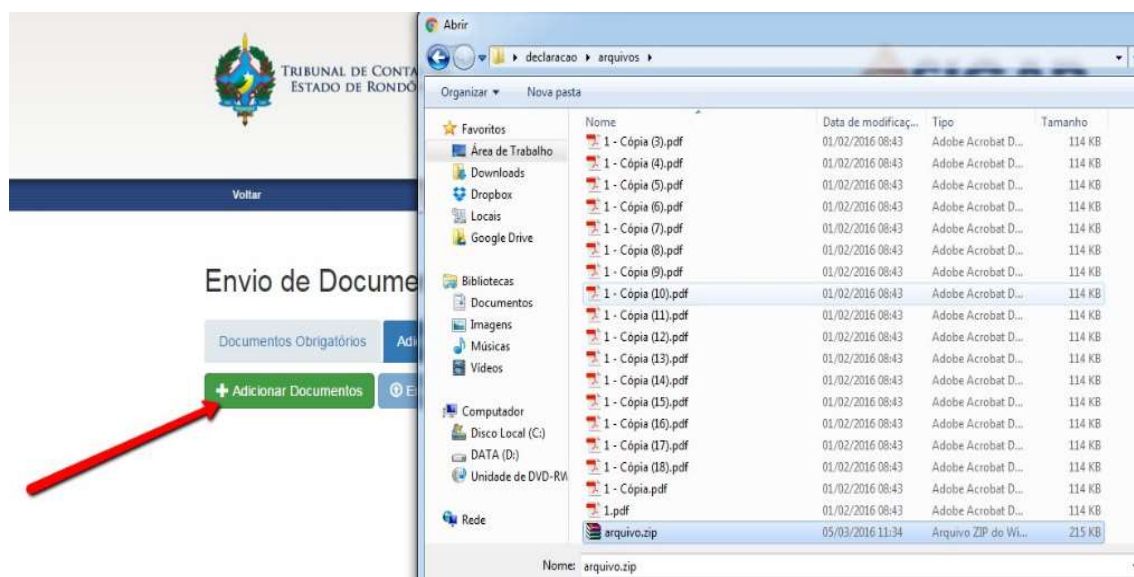 TRIBUNAL DE CONTA
ESTADO DE RONDÔ
Voltar
Envio de Docume
Documentos Obrigatórios Adi
+ Adicionar Documentos E
Abrir
declaracao arquivos
Organizar Nova pasta
Favoritos
Área de Trabalho
Downloads
Dropbox
Locais
Google Drive
Bibliotecas
Documentos
Imagens
Músicas
Vídeos
Computador
Disco Local (C:)
DATA (D:)
Unidade de DVD-RW
Rede
Nome Data de modificaç... Tipo Tamanho
1 - Cópia (3).pdf 01/02/2016 08:43 Adobe Acrobat D... 114 KB
1 - Cópia (4).pdf 01/02/2016 08:43 Adobe Acrobat D... 114 KB
1 - Cópia (5).pdf 01/02/2016 08:43 Adobe Acrobat D... 114 KB
1 - Cópia (6).pdf 01/02/2016 08:43 Adobe Acrobat D... 114 KB
1 - Cópia (7).pdf 01/02/2016 08:43 Adobe Acrobat D... 114 KB
1 - Cópia (8).pdf 01/02/2016 08:43 Adobe Acrobat D... 114 KB
1 - Cópia (9).pdf 01/02/2016 08:43 Adobe Acrobat D... 114 KB
1 - Cópia (10).pdf 01/02/2016 08:43 Adobe Acrobat D... 114 KB
1 - Cópia (11).pdf 01/02/2016 08:43 Adobe Acrobat D... 114 KB
1 - Cópia (12).pdf 01/02/2016 08:43 Adobe Acrobat D... 114 KB
1 - Cópia (13).pdf 01/02/2016 08:43 Adobe Acrobat D... 114 KB
1 - Cópia (14).pdf 01/02/2016 08:43 Adobe Acrobat D... 114 KB
1 - Cópia (15).pdf 01/02/2016 08:43 Adobe Acrobat D... 114 KB
1 - Cópia (16).pdf 01/02/2016 08:43 Adobe Acrobat D... 114 KB
1 - Cópia (17).pdf 01/02/2016 08:43 Adobe Acrobat D... 114 KB
1 - Cópia (18).pdf 01/02/2016 08:43 Adobe Acrobat D... 114 KB
1 - Cópia.pdf 01/02/2016 08:43 Adobe Acrobat D... 114 KB
1.pdf 01/02/2016 08:43 Adobe Acrobat D... 114 KB
arquivo.zip 05/03/2016 11:34 Arquivo ZIP do Wi... 215 KB
Nome: arquivo.zip